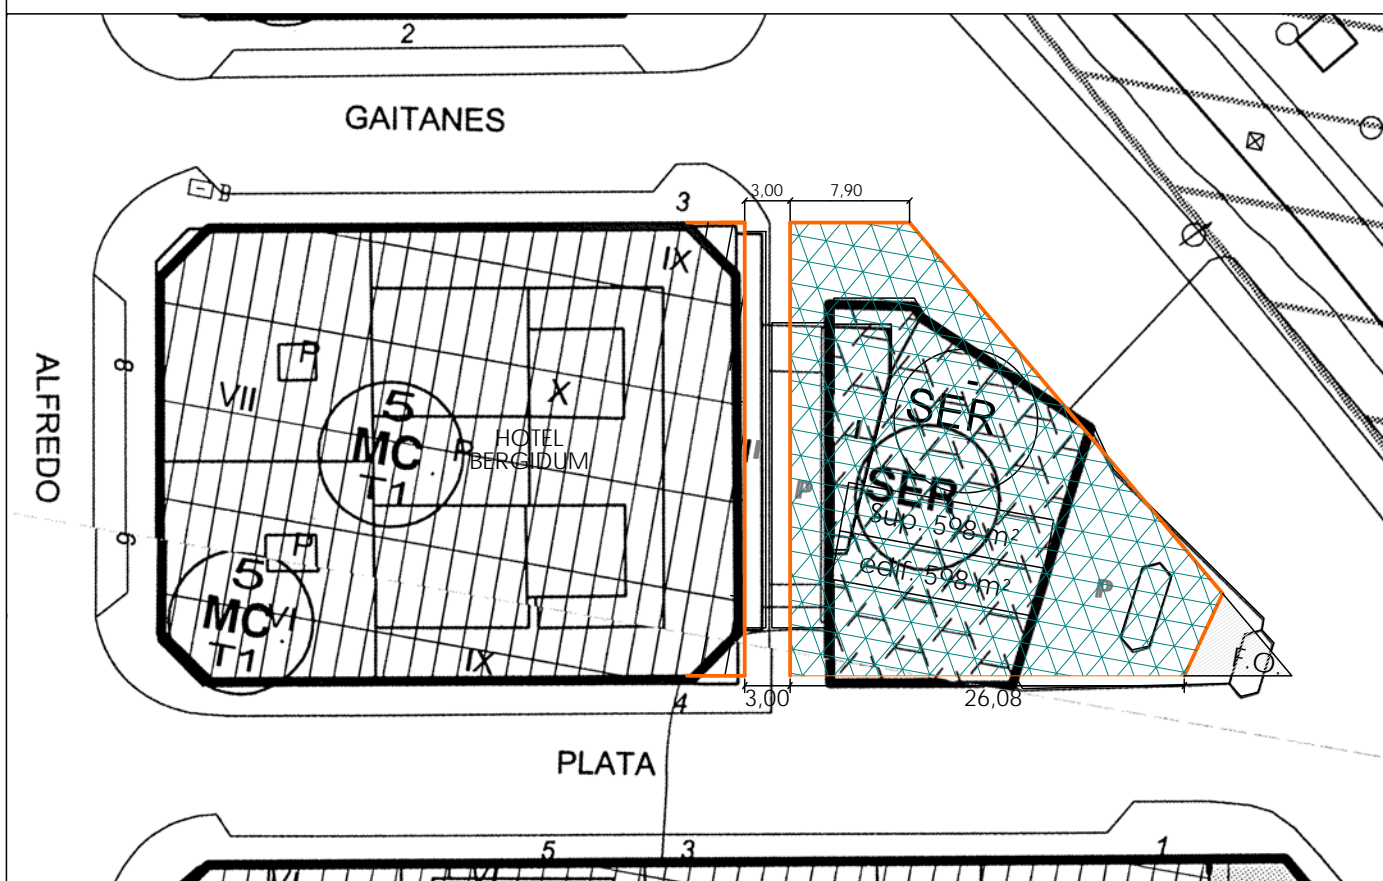 2
GAITANES
B
3
3,00
7,90
IX
P
VII
X
8
ALFREDO
5
MC
T1
P
HOTEL
BERGIDUM
II
P
SER
SER
Sup. 598 m²
edif. 598 m²
P
9
P
5
MC
VI
T1
IX
F.O.
4
3,00
26,08
PLATA
5
3
1